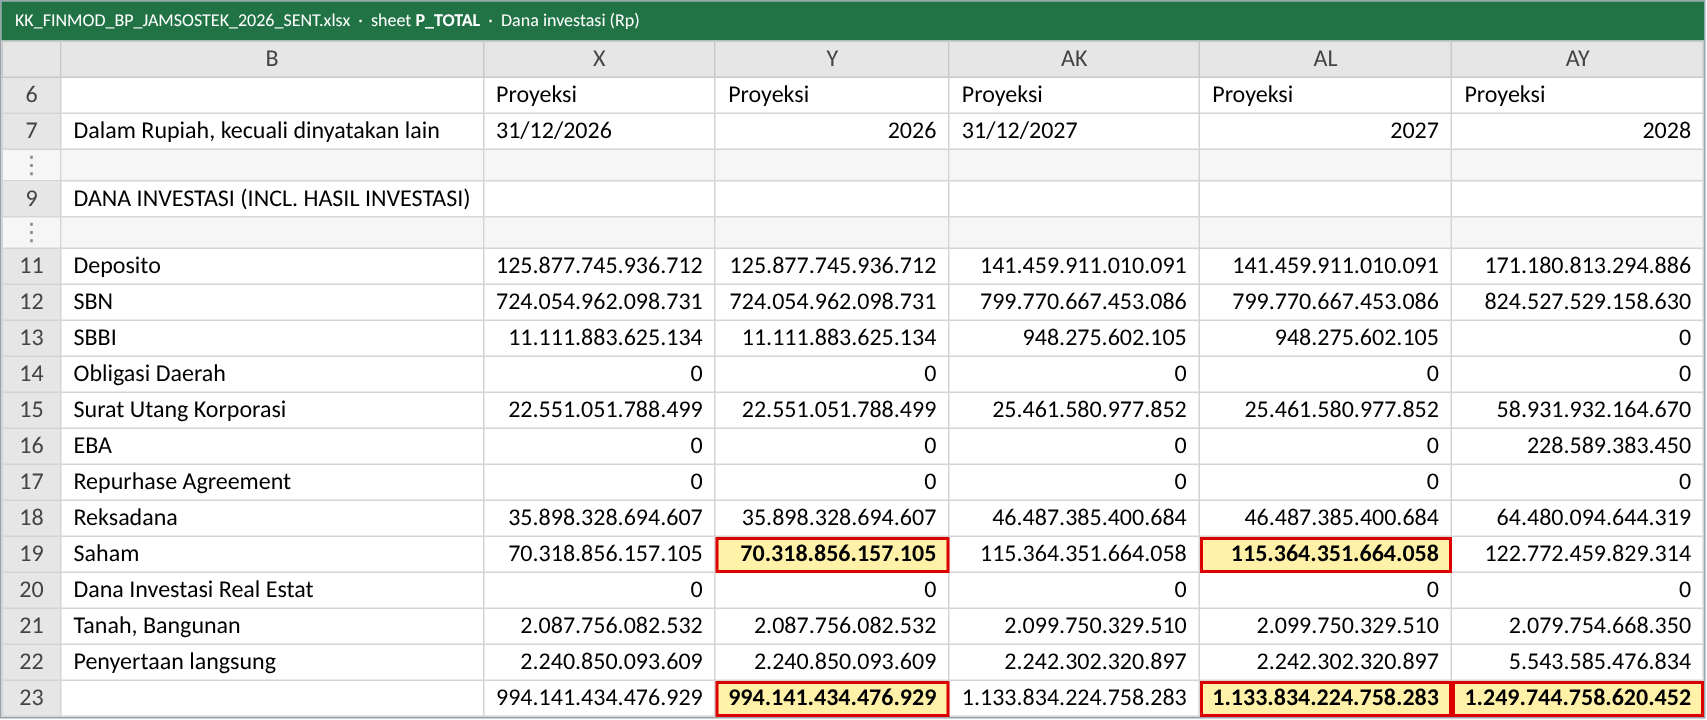 KK_FINMOD_BP_JAMSOSTEK_2026_SENT.xlsx · sheet P_TOTAL · Dana investasi (Rp)
B X Y AK AL AY
6 Proyeksi Proyeksi Proyeksi Proyeksi Proyeksi
7 Dalam Rupiah, kecuali dinyatakan lain 31/12/2026 2026 31/12/2027 2027 2028
⋮
9 DANA INVESTASI (INCL. HASIL INVESTASI)
⋮
11 Deposito 125.877.745.936.712 125.877.745.936.712 141.459.911.010.091 141.459.911.010.091 171.180.813.294.886
12 SBN 724.054.962.098.731 724.054.962.098.731 799.770.667.453.086 799.770.667.453.086 824.527.529.158.630
13 SBBI 11.111.883.625.134 11.111.883.625.134 948.275.602.105 948.275.602.105 0
14 Obligasi Daerah 0 0 0 0 0
15 Surat Utang Korporasi 22.551.051.788.499 22.551.051.788.499 25.461.580.977.852 25.461.580.977.852 58.931.932.164.670
16 EBA 0 0 0 0 228.589.383.450
17 Repurhase Agreement 0 0 0 0 0
18 Reksadana 35.898.328.694.607 35.898.328.694.607 46.487.385.400.684 46.487.385.400.684 64.480.094.644.319
19 Saham 70.318.856.157.105 70.318.856.157.105 115.364.351.664.058 115.364.351.664.058 122.772.459.829.314
20 Dana Investasi Real Estat 0 0 0 0 0
21 Tanah, Bangunan 2.087.756.082.532 2.087.756.082.532 2.099.750.329.510 2.099.750.329.510 2.079.754.668.350
22 Penyertaan langsung 2.240.850.093.609 2.240.850.093.609 2.242.302.320.897 2.242.302.320.897 5.543.585.476.834
23 994.141.434.476.929 994.141.434.476.929 1.133.834.224.758.283 1.133.834.224.758.283 1.249.744.758.620.452